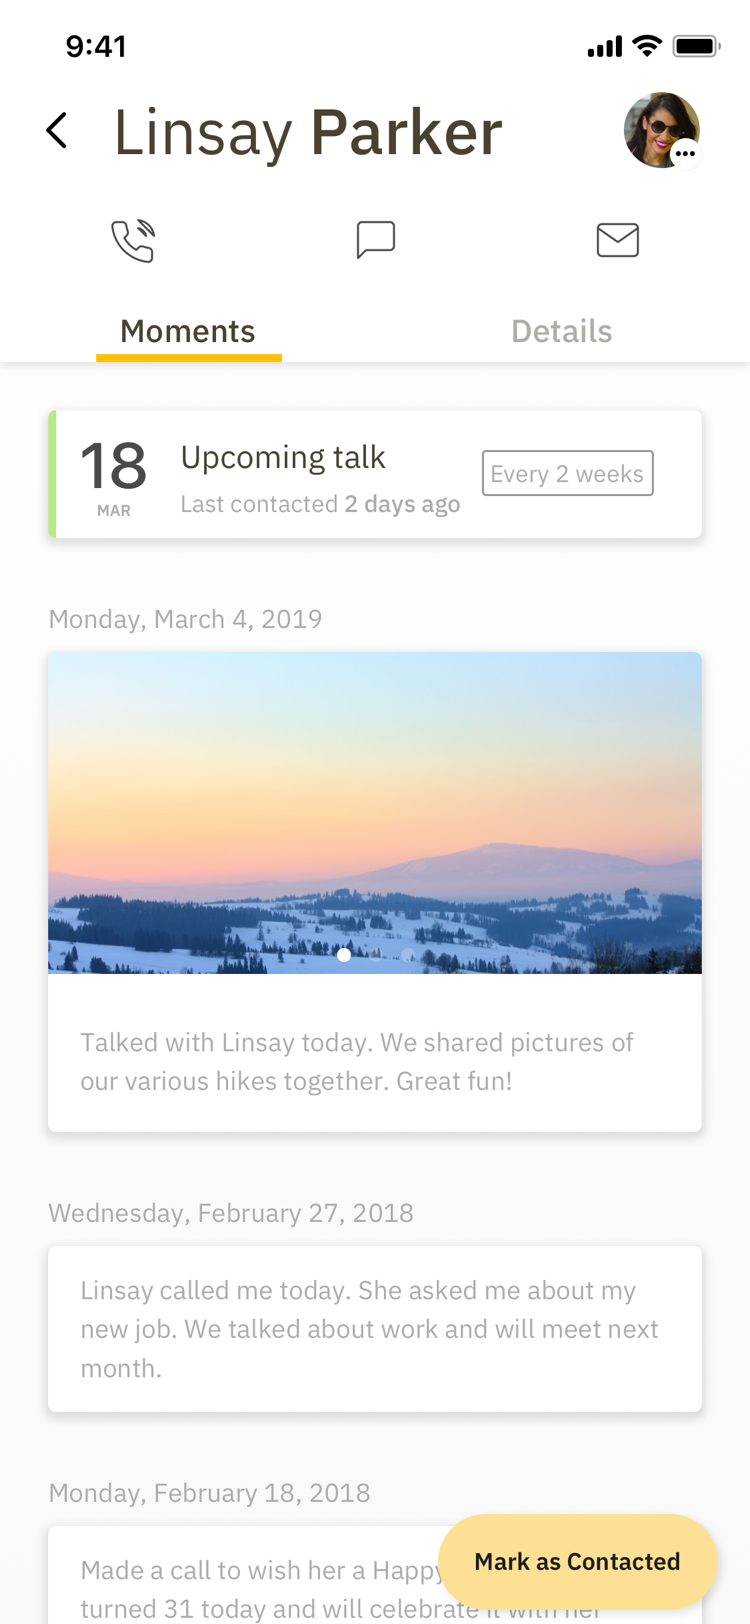 9:41
Linsay Parker
Moments
Details
18
MAR
Upcoming talk
Last contacted 2 days ago
Every 2 weeks
Monday, March 4, 2019
Talked with Linsay today. We shared pictures of
our various hikes together. Great fun!
Wednesday, February 27, 2018
Linsay called me today. She asked me about my
new job. We talked about work and will meet next
month.
Monday, February 18, 2018
Made a call to wish her a Happy
turned 31 today and will celebrate it with her
Mark as Contacted